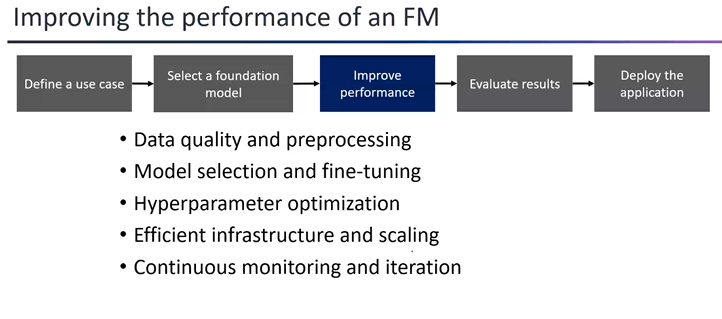 Improving the performance of an FM
Define a use case
Select a foundation
model
Improve
performance
Evaluate results
Deploy the
application
• Data quality and preprocessing
• Model selection and fine-tuning
• Hyperparameter optimization
• Efficient infrastructure and scaling
• Continuous monitoring and iteration